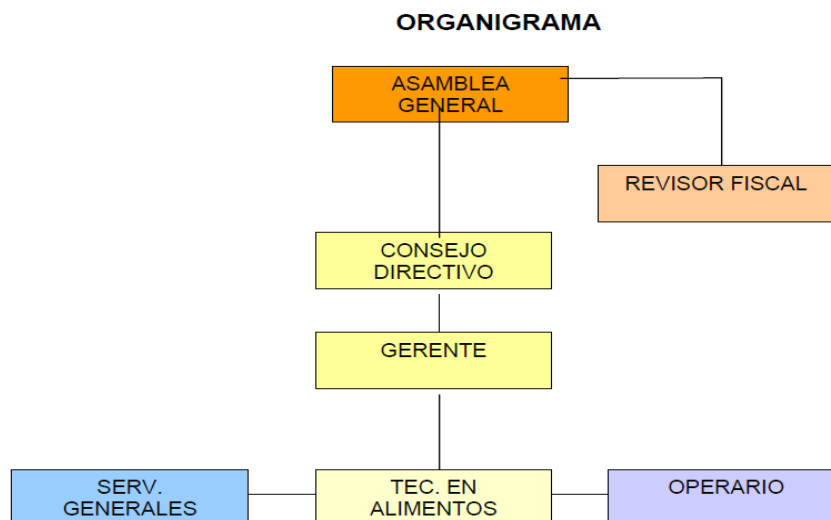 ORGANIGRAMA
ASAMBLEA
GENERAL
REVISOR FISCAL
CONSEJO
DIRECTIVO
GERENTE
SERV.
GENERALES
TEC. EN
ALIMENTOS
OPERARIO